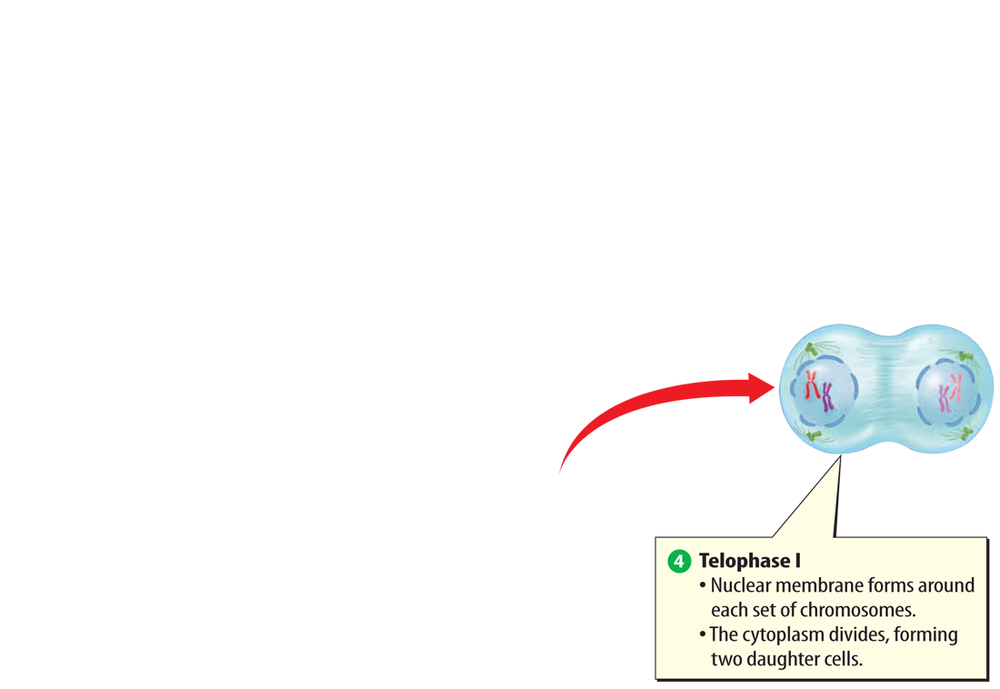 4 Telophase I
• Nuclear membrane forms around
each set of chromosomes.
• The cytoplasm divides, forming
two daughter cells.